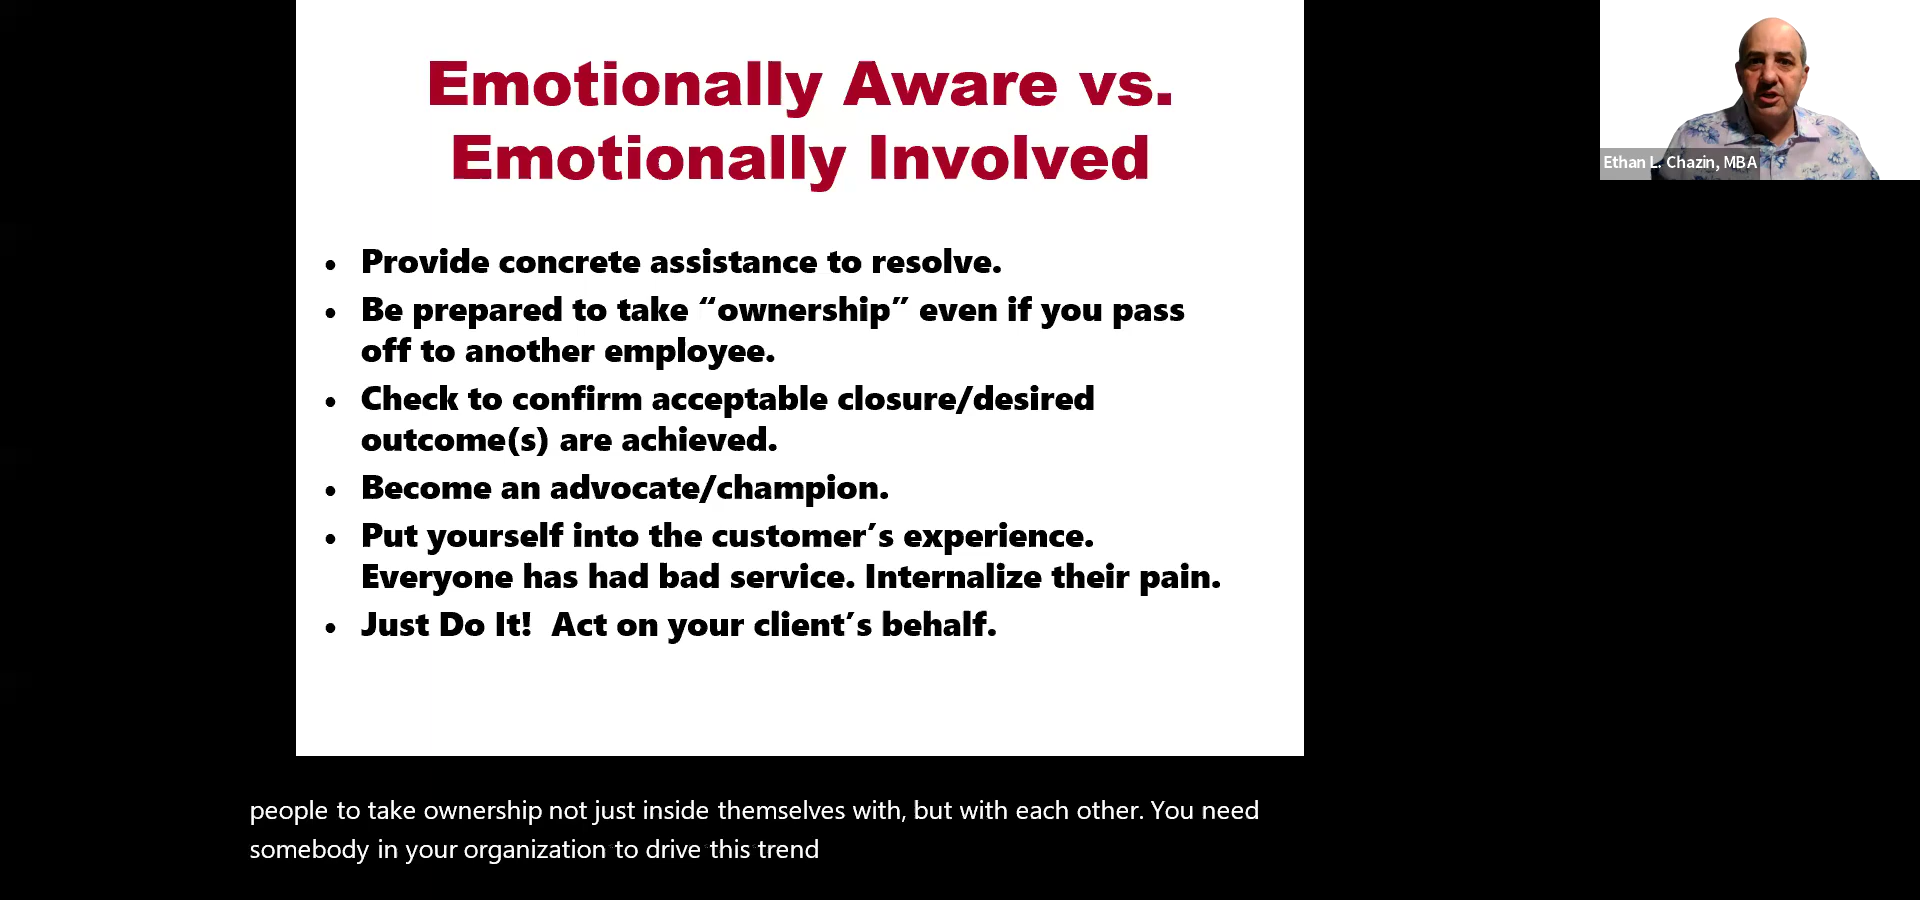 Emotionally Aware vs.
Emotionally Involved
• Provide concrete assistance to resolve.
• Be prepared to take “ownership” even if you pass
off to another employee.
• Check to confirm acceptable closure/desired
outcome(s) are achieved.
• Become an advocate/champion.
• Put yourself into the customer’s experience.
Everyone has had bad service. Internalize their pain.
• Just Do It!  Act on your client’s behalf.
Ethan L. Chazin, MBA
people to take ownership not just inside themselves with, but with each other. You need
somebody in your organization to drive this trend